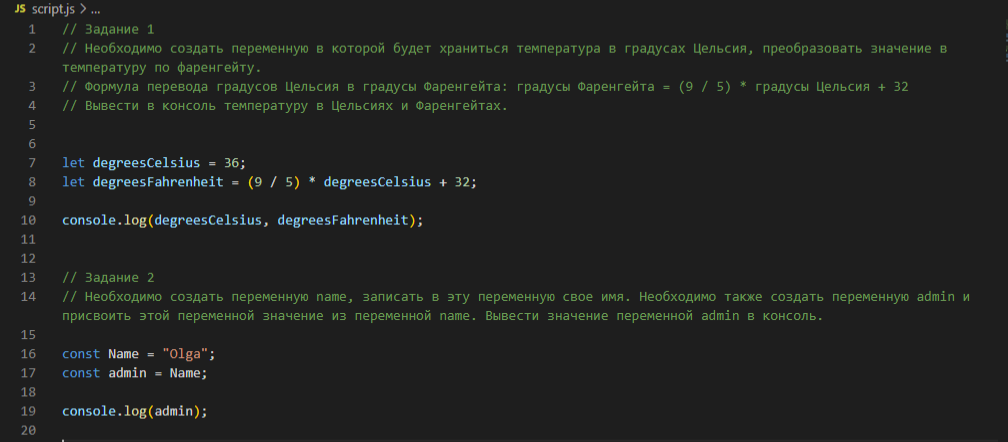 JS script.js > ...
1 // Задание 1
2 // Необходимо создать переменную в которой будет храниться температура в градусах Цельсия, преобразовать значение в
температуру по фаренгейту.
3 // Формула перевода градусов Цельсия в градусы Фаренгейта: градусы Фаренгейта = (9 / 5) * градусы Цельсия + 32
4 // Вывести в консоль температуру в Цельсиях и Фаренгейтах.
5
6
7 let degreesCelsius = 36;
8 let degreesFahrenheit = (9 / 5) * degreesCelsius + 32;
9
10 console.log(degreesCelsius, degreesFahrenheit);
11
12
13 // Задание 2
14 // Необходимо создать переменную name, записать в эту переменную свое имя. Необходимо также создать переменную admin и
присвоить этой переменной значение из переменной name. Вывести значение переменной admin в консоль.
15
16 const Name = "Olga";
17 const admin = Name;
18
19 console.log(admin);
20